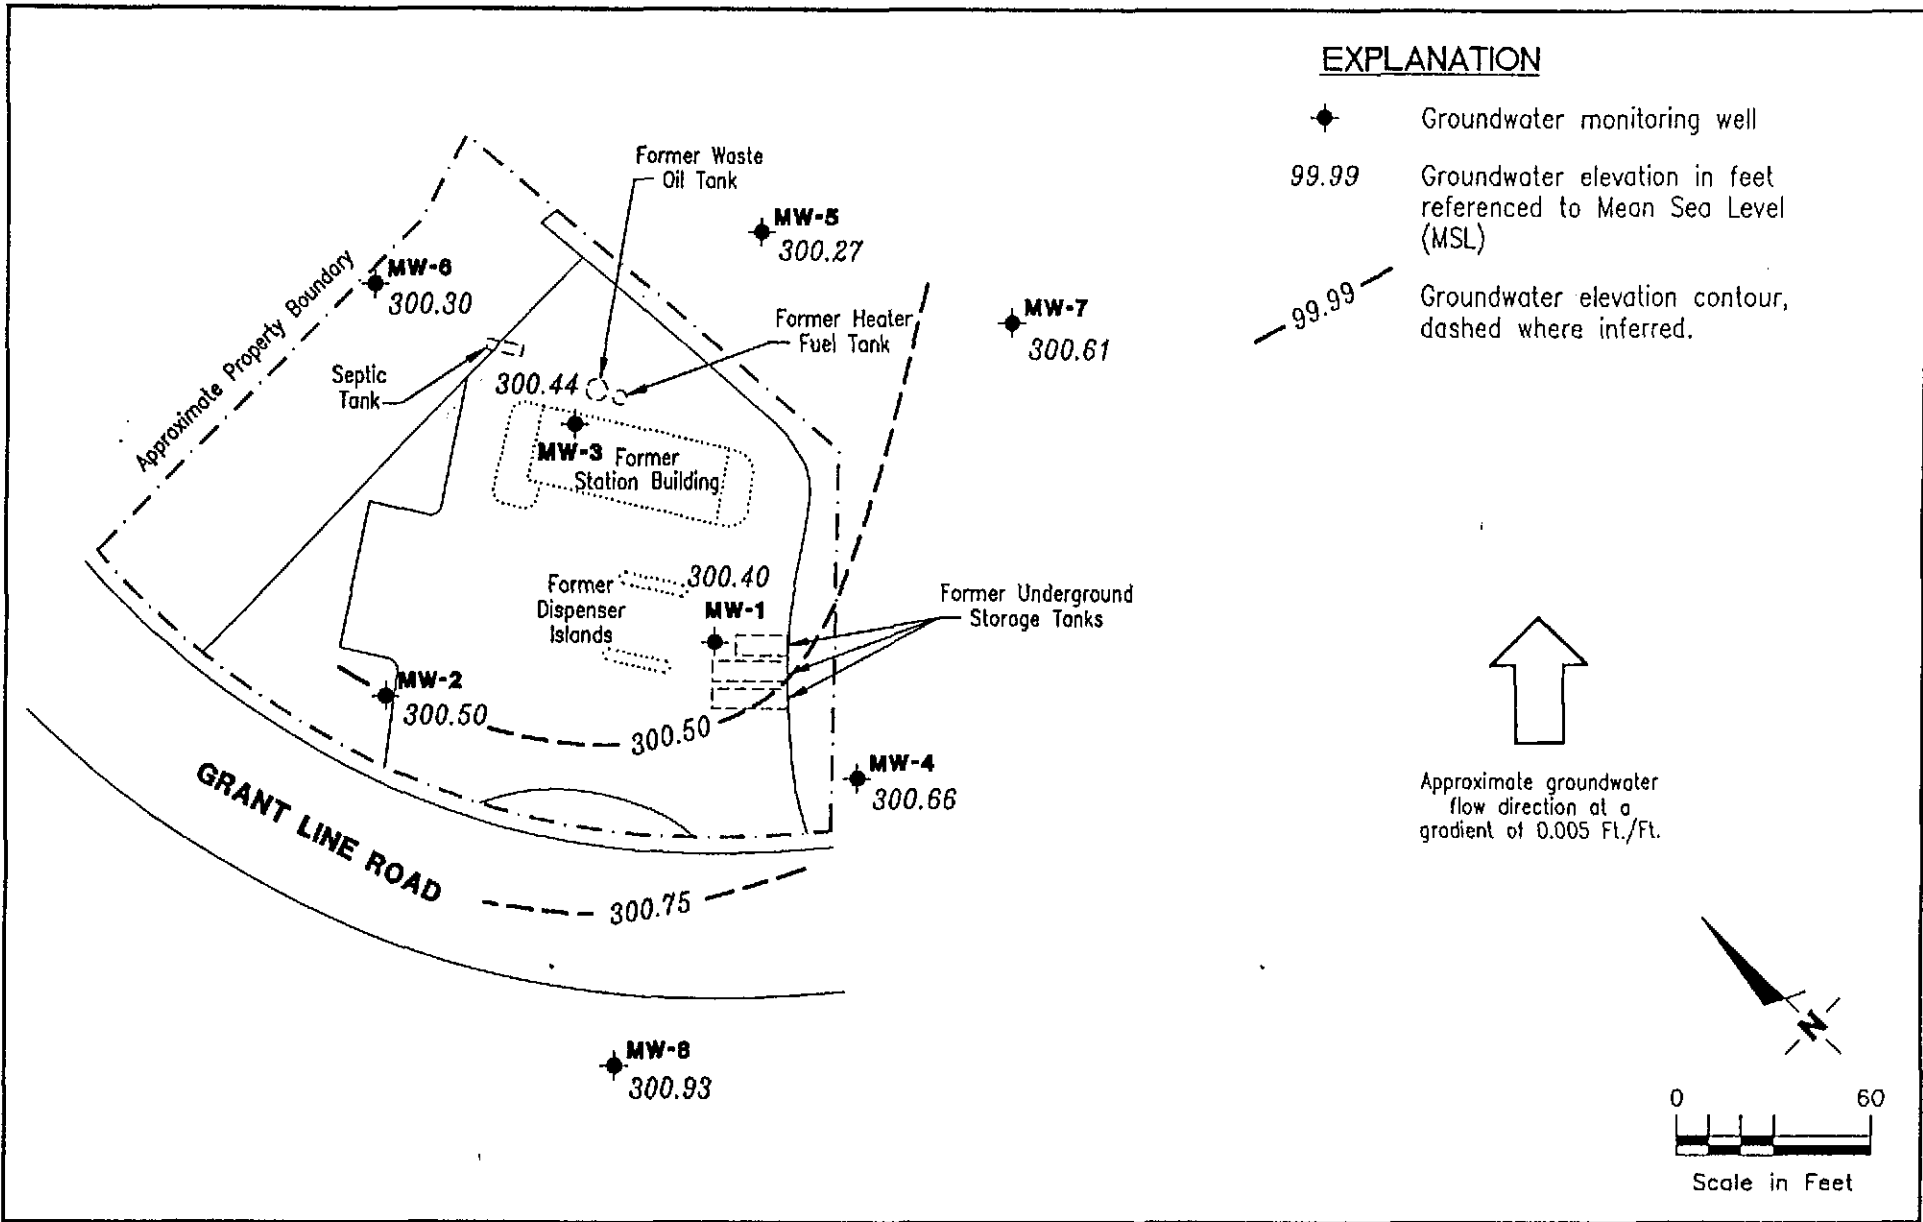 EXPLANATION
Groundwater monitoring well
99.99
Groundwater elevation in feet
referenced to Mean Sea Level
(MSL)
99.99
Groundwater elevation contour,
dashed where inferred.
Former Waste
Oil Tank
MW-5
300.27
MW-6
300.30
Approximate Property Boundary
MW-7
300.61
Former Heater
Fuel Tank
Septic
Tank
300.44
MW-3
Former
Station Building
Former
Dispenser
Islands
300.40
MW-1
Former Underground
Storage Tanks
MW-2
300.50
300.50
MW-4
300.66
GRANT LINE ROAD
300.75
MW-8
300.93
Approximate groundwater
flow direction at a
gradient of 0.005 Ft./Ft.
N
0 60
Scale in Feet